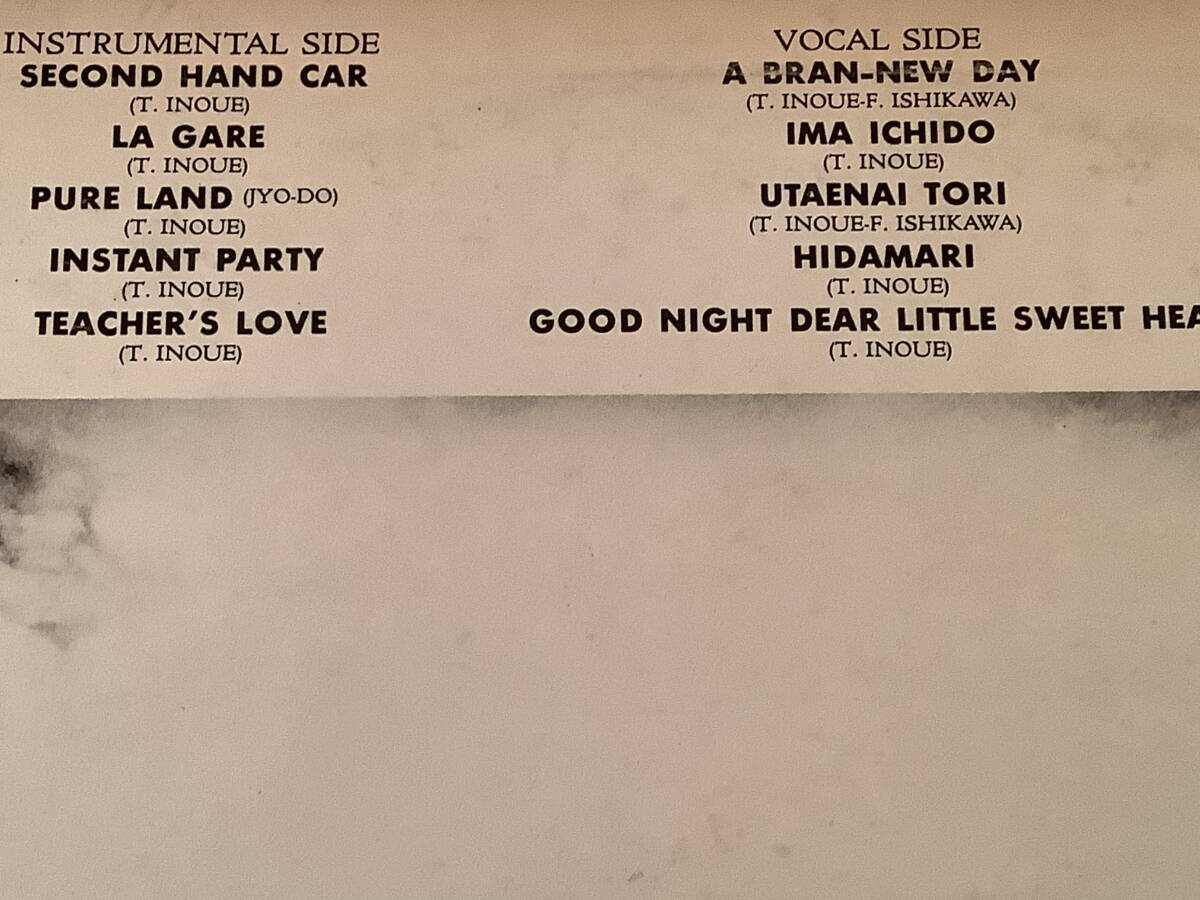 INSTRUMENTAL SIDE
SECOND HAND CAR
(T. INOUE)
LA GARE
(T. INOUE)
PURE LAND (JYO-DO)
(T. INOUE)
INSTANT PARTY
(T. INOUE)
TEACHER'S LOVE
(T. INOUE)
VOCAL SIDE
A BRAN-NEW DAY
(T. INOUE-F. ISHIKAWA)
IMA ICHIDO
(T. INOUE)
UTAENAI TORI
(T. INOUE-F. ISHIKAWA)
HIDAMARI
(T. INOUE)
GOOD NIGHT DEAR LITTLE SWEET
(T. INOUE)